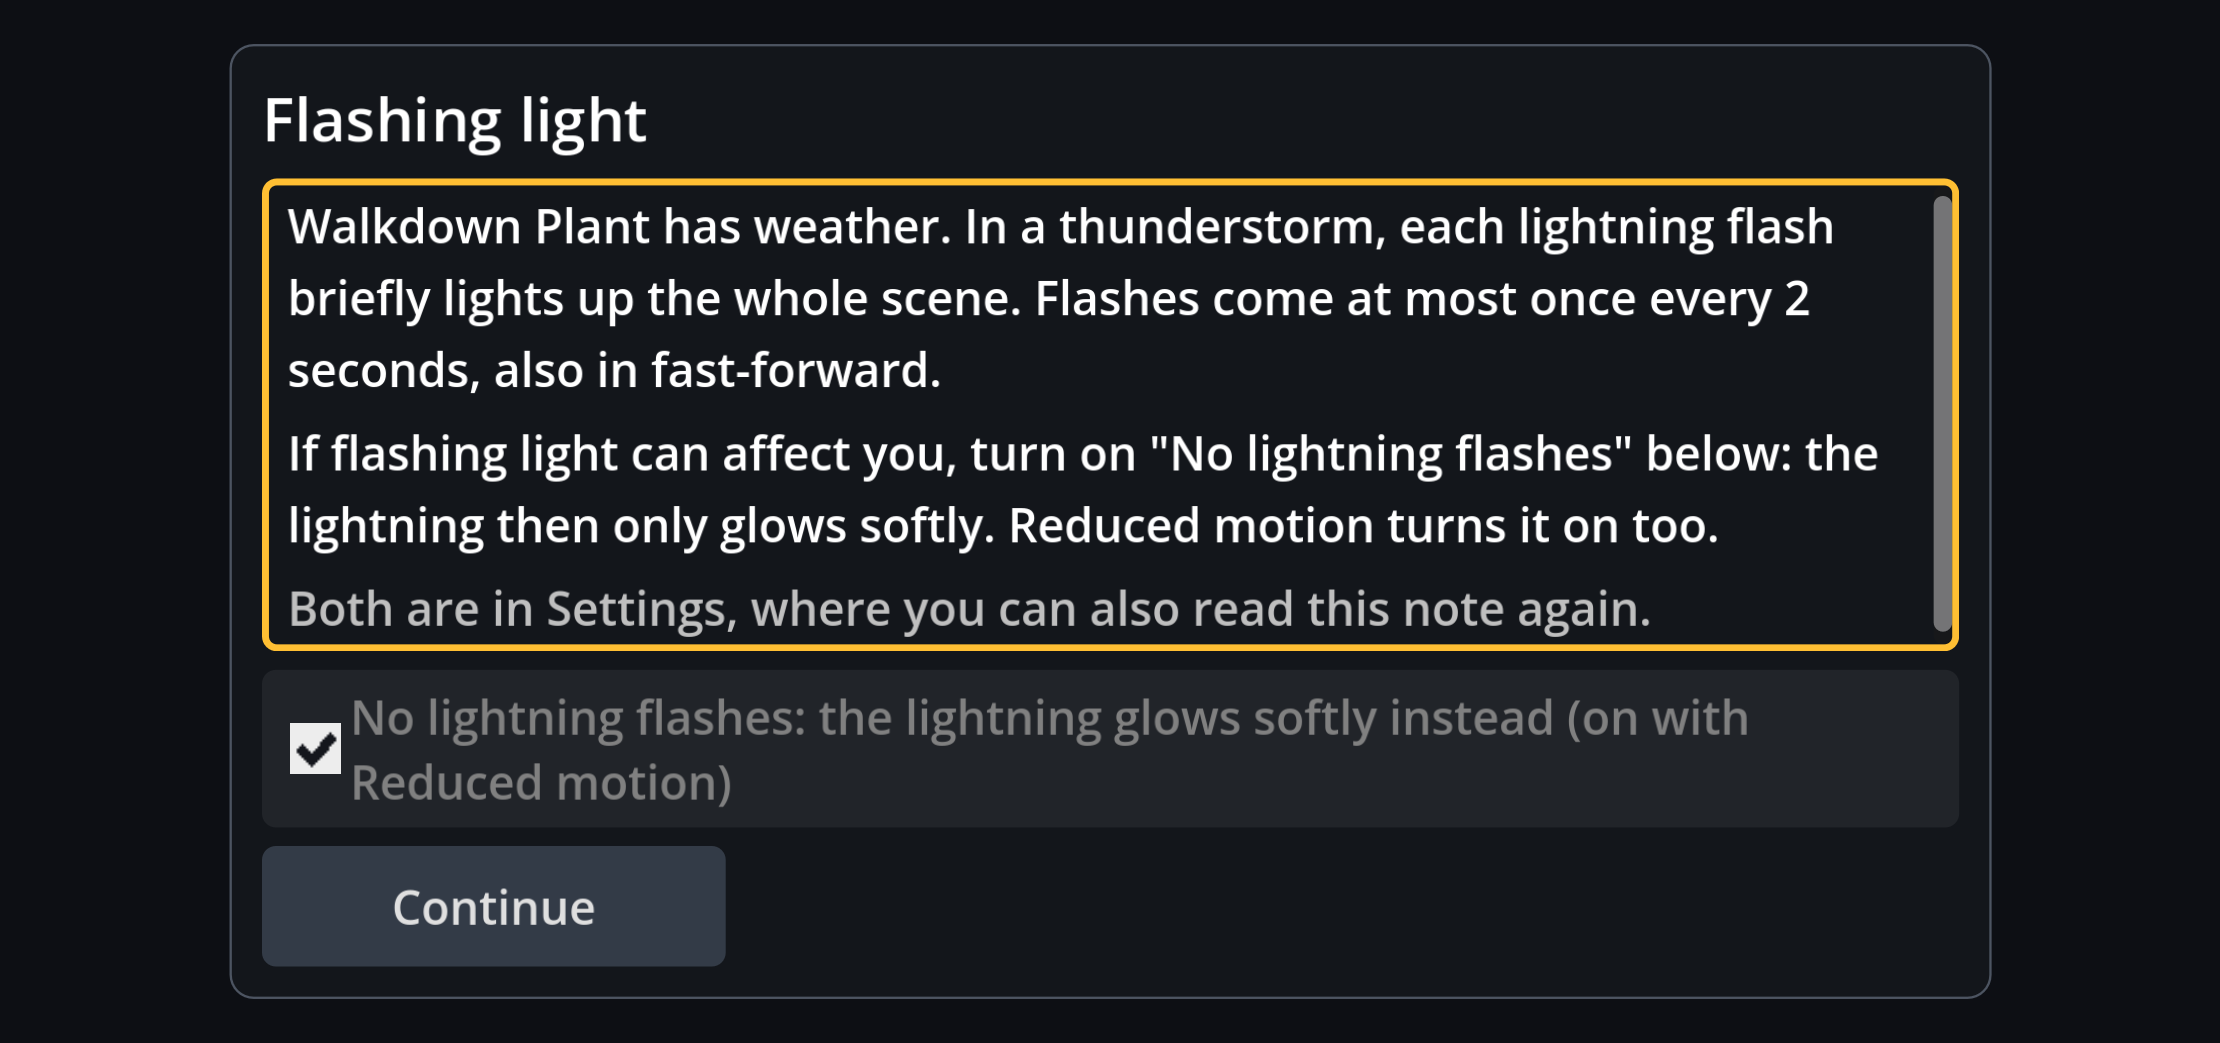 Flashing light
Walkdown Plant has weather. In a thunderstorm, each lightning flash
briefly lights up the whole scene. Flashes come at most once every 2
seconds, also in fast-forward.
If flashing light can affect you, turn on "No lightning flashes" below: the
lightning then only glows softly. Reduced motion turns it on too.
Both are in Settings, where you can also read this note again.
No lightning flashes: the lightning glows softly instead (on with
Reduced motion)
Continue